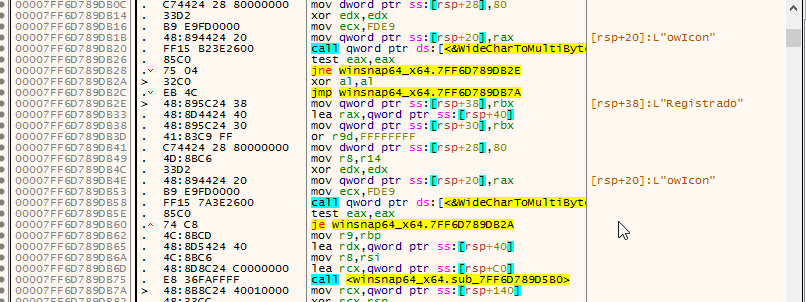 00007FF6D789DB0C . C74424 28 80000000 mov dword ptr ss:[rsp+28],80
00007FF6D789DB14 . 33D2 xor edx,edx
00007FF6D789DB16 . B9 E9FD0000 mov ecx,FDE9
00007FF6D789DB1B . 48:894424 20 mov qword ptr ss:[rsp+20],rax [rsp+20]:L"owIcon"
00007FF6D789DB20 . FF15 B23E2600 call qword ptr ds:[<&WideCharToMultiByte
00007FF6D789DB26 . 85C0 test eax,eax
00007FF6D789DB28 . 75 04 jne winsnap64_x64.7FF6D789DB2E
00007FF6D789DB2A > 32C0 xor al,al
00007FF6D789DB2C . EB 4C jmp winsnap64_x64.7FF6D789DB7A
00007FF6D789DB2E > 48:895C24 38 mov qword ptr ss:[rsp+38],rbx [rsp+38]:L"Registrado"
00007FF6D789DB33 . 48:8D4424 40 lea rax,qword ptr ss:[rsp+40]
00007FF6D789DB38 . 48:895C24 30 mov qword ptr ss:[rsp+30],rbx
00007FF6D789DB3D . 41:83C9 FF or r9d,FFFFFFFF
00007FF6D789DB41 . C74424 28 80000000 mov dword ptr ss:[rsp+28],80
00007FF6D789DB49 . 4D:8BC6 mov r8,r14
00007FF6D789DB4C . 33D2 xor edx,edx
00007FF6D789DB4E . 48:894424 20 mov qword ptr ss:[rsp+20],rax [rsp+20]:L"owIcon"
00007FF6D789DB53 . B9 E9FD0000 mov ecx,FDE9
00007FF6D789DB58 . FF15 7A3E2600 call qword ptr ds:[<&WideCharToMultiByte
00007FF6D789DB5E . 85C0 test eax,eax
00007FF6D789DB60 . 74 C8 je winsnap64_x64.7FF6D789DB2A
00007FF6D789DB62 . 4C:8BCD mov r9,rbp
00007FF6D789DB65 . 48:8D5424 40 lea rdx,qword ptr ss:[rsp+40]
00007FF6D789DB6A . 4C:8BC6 mov r8,rsi
00007FF6D789DB6D . 48:8D8C24 C0000000 lea rcx,qword ptr ss:[rsp+C0]
00007FF6D789DB75 . E8 36FAFFFF call <winsnap64_x64.sub_7FF6D789D5B0>
00007FF6D789DB7A > 48:8B8C24 40010000 mov rcx,qword ptr ss:[rsp+140]
00007FF6D789DB82 . 48:33CC xor rcx,rsp